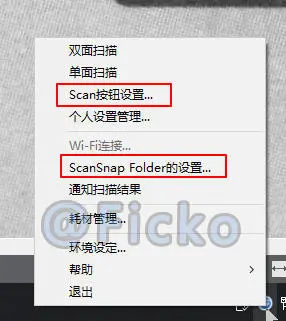 双面扫描
单面扫描
Scan按钮设置...
个人设置管理...
Wi-Fi连接...
ScanSnap Folder的设置...
通知扫描结果
@Ficko
耗材管理...
环境设定...
帮助
退出